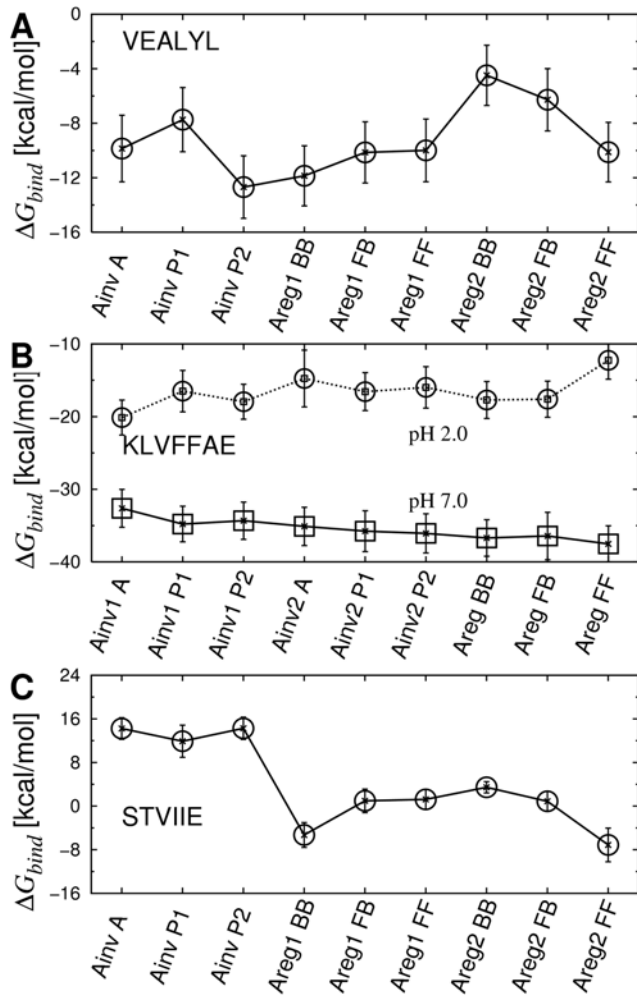 A
VEALYL
ΔG_bind [kcal/mol]
0
-4
-8
-12
-16
Ainv A
Ainv P1
Ainv P2
Areg1 BB
Areg1 FB
Areg1 FF
Areg2 BB
Areg2 FB
Areg2 FF
B
KLVFFAE
pH 2.0
pH 7.0
ΔG_bind [kcal/mol]
-10
-20
-30
-40
Ainv1 A
Ainv1 P1
Ainv1 P2
Ainv2 A
Ainv2 P1
Ainv2 P2
Areg BB
Areg FB
Areg FF
C
STVIIE
ΔG_bind [kcal/mol]
24
16
8
0
-8
-16
Ainv A
Ainv P1
Ainv P2
Areg1 BB
Areg1 FB
Areg1 FF
Areg2 BB
Areg2 FB
Areg2 FF